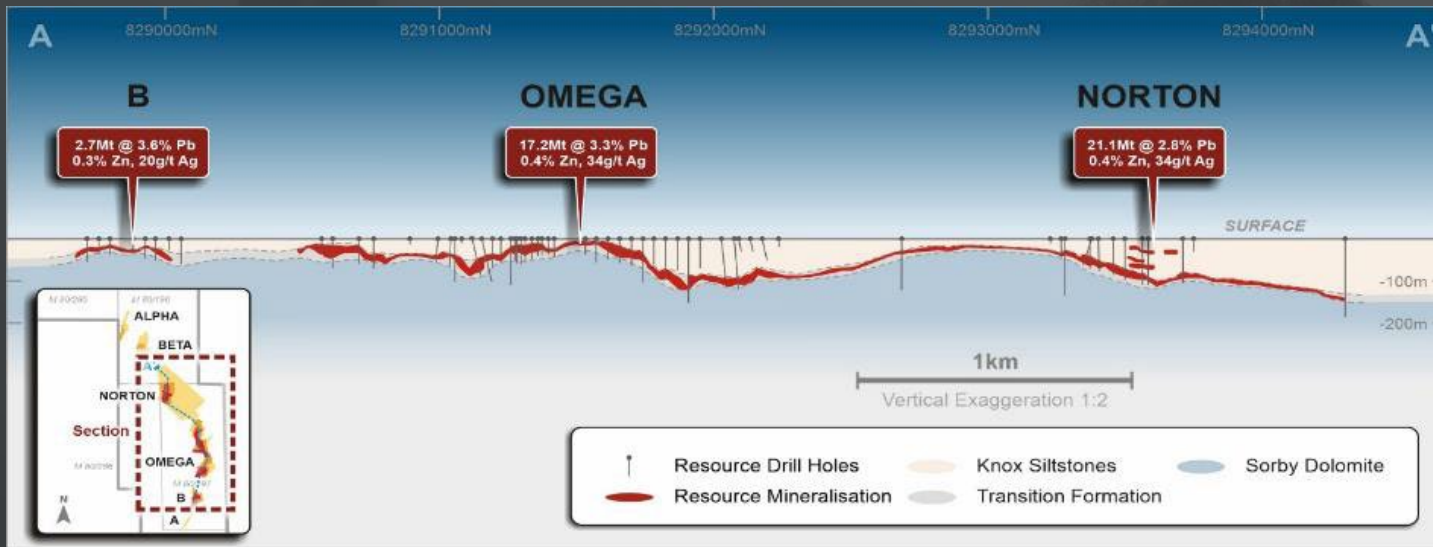 A
8290000mN
8291000mN
8292000mN
8293000mN
8294000mN
A'
B
OMEGA
NORTON
2.7Mt @ 3.6% Pb
0.3% Zn, 20g/t Ag
17.2Mt @ 3.3% Pb
0.4% Zn, 34g/t Ag
21.1Mt @ 2.8% Pb
0.4% Zn, 34g/t Ag
SURFACE
-100m
-200m
ALPHA
BETA
A'
NORTON
Section
OMEGA
B
A
N
1km
Vertical Exaggeration 1:2
Resource Drill Holes
Knox Siltstones
Sorby Dolomite
Resource Mineralisation
Transition Formation